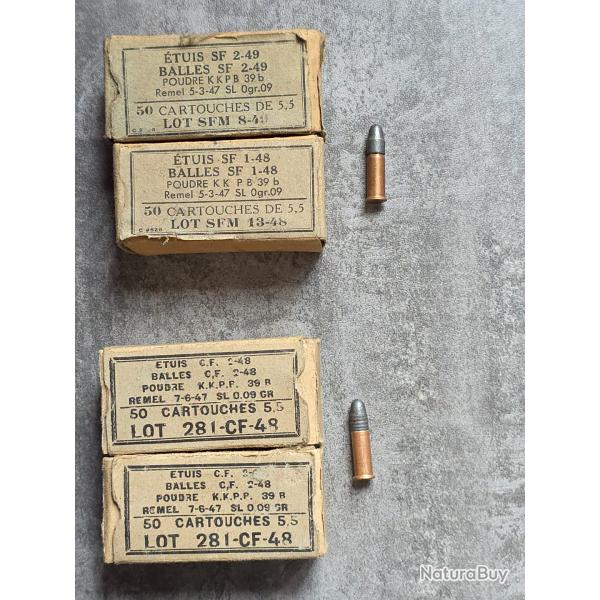 ÉTUIS SF 2-49
BALLES SF 2-49
POUDRE K K P B 39 b
Remel 5-3-47 SL 0gr.09
50 CARTOUCHES DE 5,5
LOT SFM 8-49
ÉTUIS SF 1-48
BALLES SF 1-48
POUDRE K K P B 39 b
Remel 5-3-47 SL 0gr.09
50 CARTOUCHES DE 5,5
LOT SFM 13-48
ETUIS C.F. 2-48
BALLES C.F. 2-48
POUDRE K.K.P.P. 39 B
REMEL 7-6-47 SL 0.09 GR
50 CARTOUCHES 5,5
LOT 281-CF-48
ETUIS C.F.
BALLES C.F. 2-48
POUDRE K.K.P.P. 39 B
REMEL 7-6-47 SL 0.09 GR
50 CARTOUCHES 5,5
LOT 281-CF-48
NaturaBuy